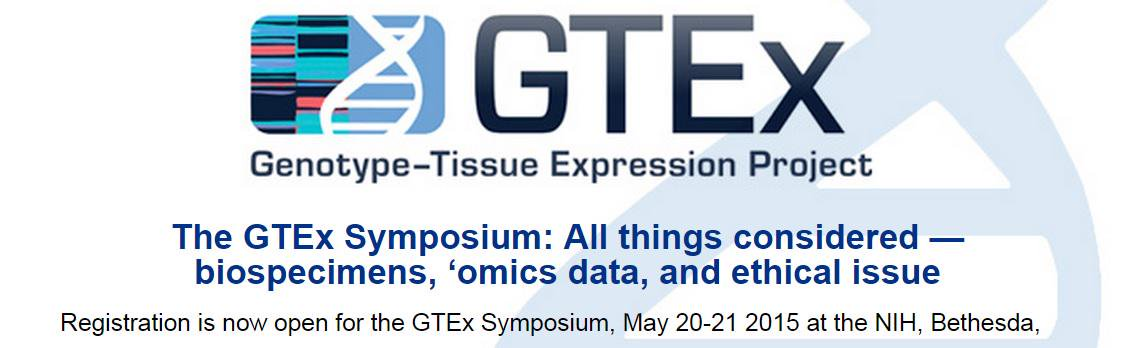 GTEx
Genotype–Tissue Expression Project
The GTEx Symposium: All things considered —
biospecimens, ‘omics data, and ethical issue
Registration is now open for the GTEx Symposium, May 20-21 2015 at the NIH, Bethesda,